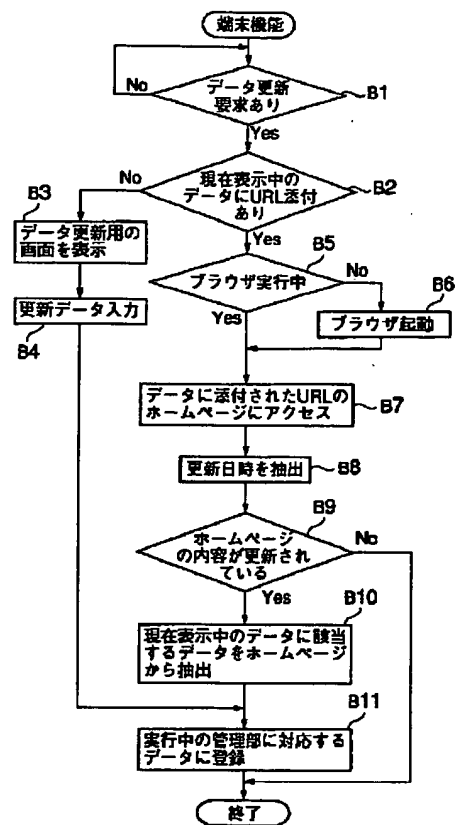 端末機能
No
データ更新
要求あり
B1
Yes
No
現在表示中の
データにURL添付
あり
B2
B3
データ更新用の
画面を表示
Yes
B5
ブラウザ実行中
No
B6
更新データ入力
B4
Yes
ブラウザ起動
データに添付されたURLの
ホームページにアクセス
B7
更新日時を抽出
B8
B9
ホームページ
の内容が更新され
ている
No
Yes
B10
現在表示中のデータに該当
するデータをホームページ
から抽出
B11
実行中の管理部に対応する
データに登録
終了